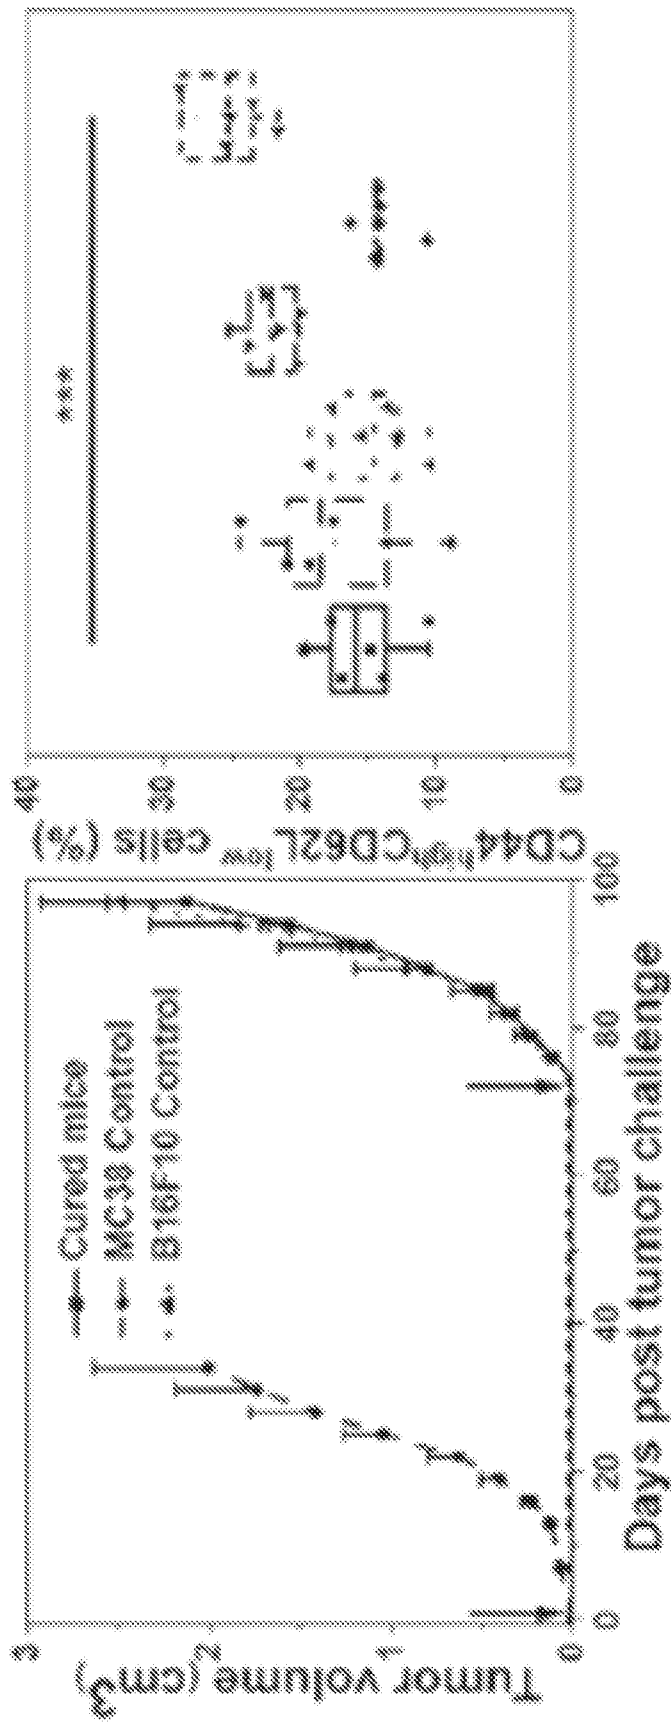 Tumor volume (cm³)
3
2
1
0
Cured mice
MC38 Control
B16F10 Control
0
20
40
60
80
100
Days post tumor challenge
CD44highCD62Llow cells (%)
40
30
20
10
0
***